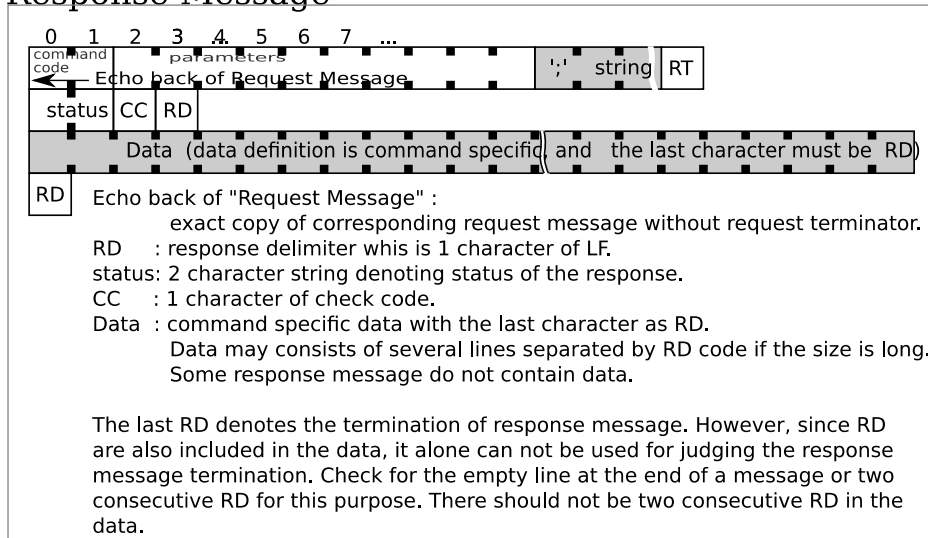 Response Message
0 1 2 3 4 5 6 7 ...
command
code
parameters
Echo back of Request Message
';' string RT
status CC RD
Data (data definition is command specific, and the last character must be RD)
RD
Echo back of "Request Message" :
exact copy of corresponding request message without request terminator.
RD : response delimiter whis is 1 character of LF.
status: 2 character string denoting status of the response.
CC : 1 character of check code.
Data : command specific data with the last character as RD.
Data may consists of several lines separated by RD code if the size is long.
Some response message do not contain data.
The last RD denotes the termination of response message. However, since RD
are also included in the data, it alone can not be used for judging the response
message termination. Check for the empty line at the end of a message or two
consecutive RD for this purpose. There should not be two consecutive RD in the
data.